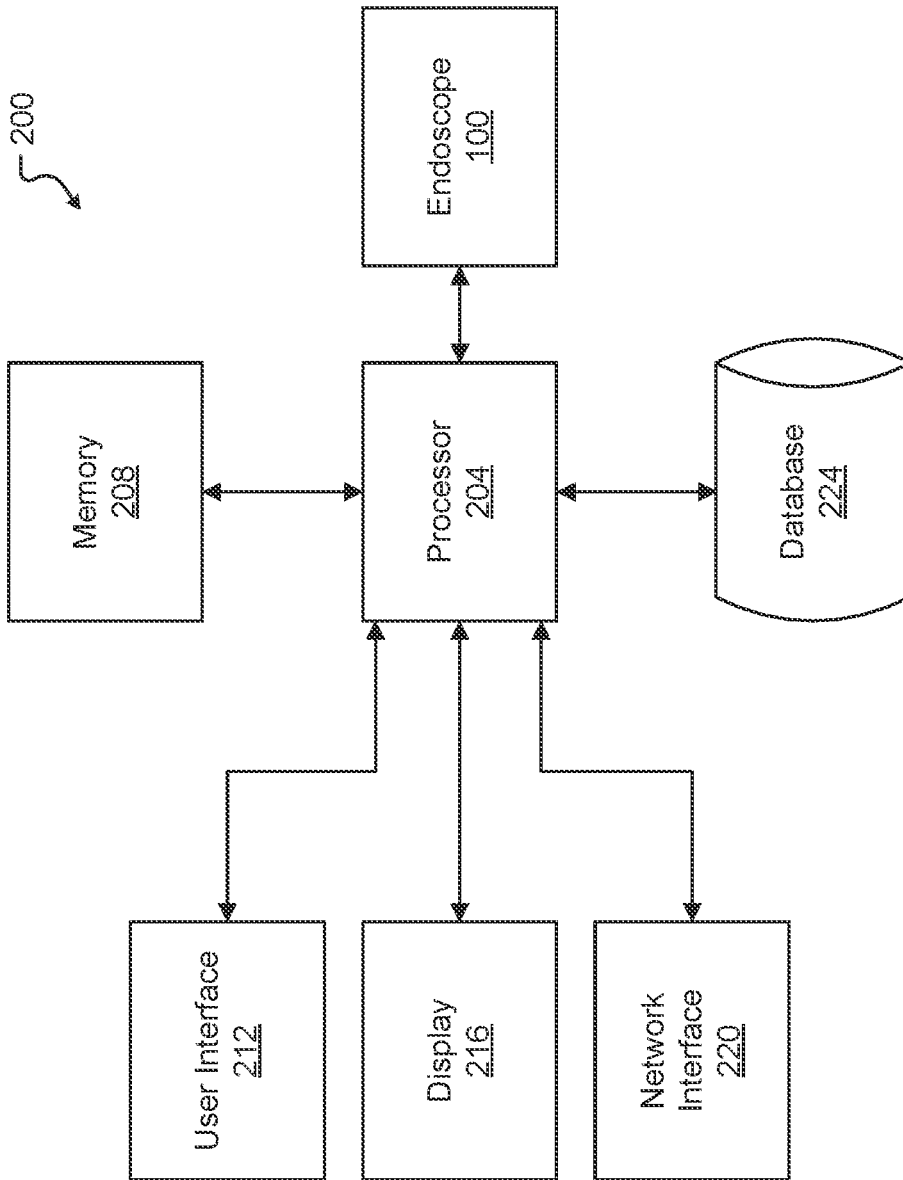 200
Memory
208
Endoscope
100
Processor
204
Database
224
User Interface
212
Display
216
Network
Interface
220